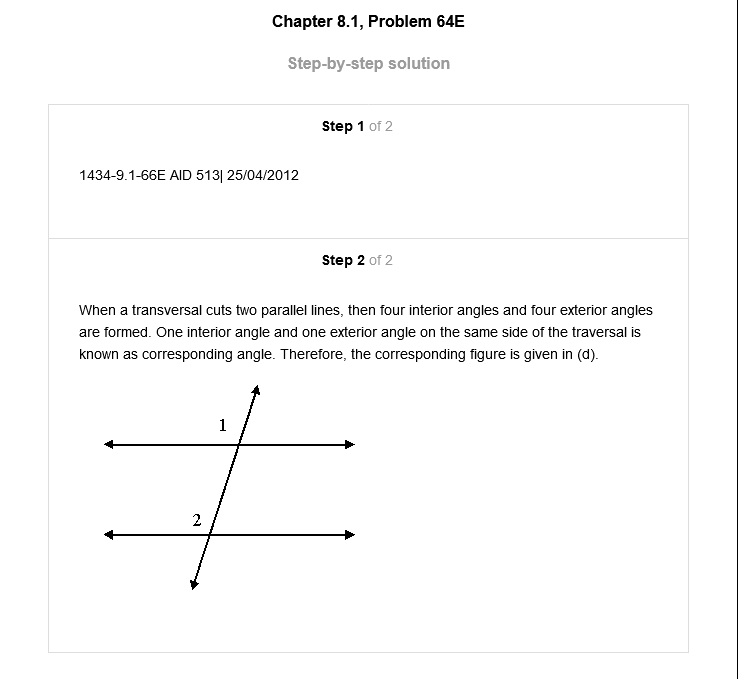 Chapter 8.1, Problem 64E
Step-by-step solution
Step 1 of 2
1434-9.1-66E AID 513| 25/04/2012
Step 2 of 2
When a transversal cuts two parallel lines, then four interior angles and four exterior angles
are formed. One interior angle and one exterior angle on the same side of the traversal is
known as corresponding angle. Therefore, the corresponding figure is given in (d).
1
2